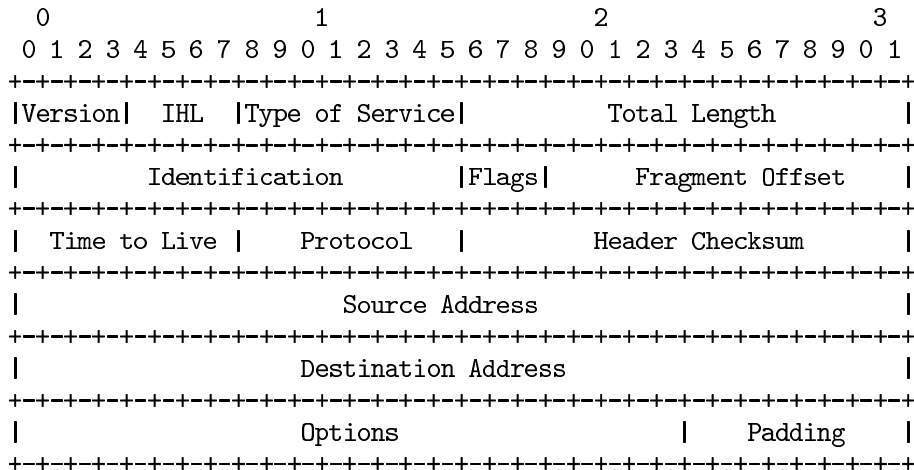 0                   1                   2                   3
 0 1 2 3 4 5 6 7 8 9 0 1 2 3 4 5 6 7 8 9 0 1 2 3 4 5 6 7 8 9 0 1
+-+-+-+-+-+-+-+-+-+-+-+-+-+-+-+-+-+-+-+-+-+-+-+-+-+-+-+-+-+-+-+-+
|Version|  IHL  |Type of Service|          Total Length         |
+-+-+-+-+-+-+-+-+-+-+-+-+-+-+-+-+-+-+-+-+-+-+-+-+-+-+-+-+-+-+-+-+
|         Identification        |Flags|      Fragment Offset    |
+-+-+-+-+-+-+-+-+-+-+-+-+-+-+-+-+-+-+-+-+-+-+-+-+-+-+-+-+-+-+-+-+
|  Time to Live |    Protocol   |         Header Checksum       |
+-+-+-+-+-+-+-+-+-+-+-+-+-+-+-+-+-+-+-+-+-+-+-+-+-+-+-+-+-+-+-+-+
|                       Source Address                          |
+-+-+-+-+-+-+-+-+-+-+-+-+-+-+-+-+-+-+-+-+-+-+-+-+-+-+-+-+-+-+-+-+
|                    Destination Address                        |
+-+-+-+-+-+-+-+-+-+-+-+-+-+-+-+-+-+-+-+-+-+-+-+-+-+-+-+-+-+-+-+-+
|                    Options                    |    Padding    |
+-+-+-+-+-+-+-+-+-+-+-+-+-+-+-+-+-+-+-+-+-+-+-+-+-+-+-+-+-+-+-+-+